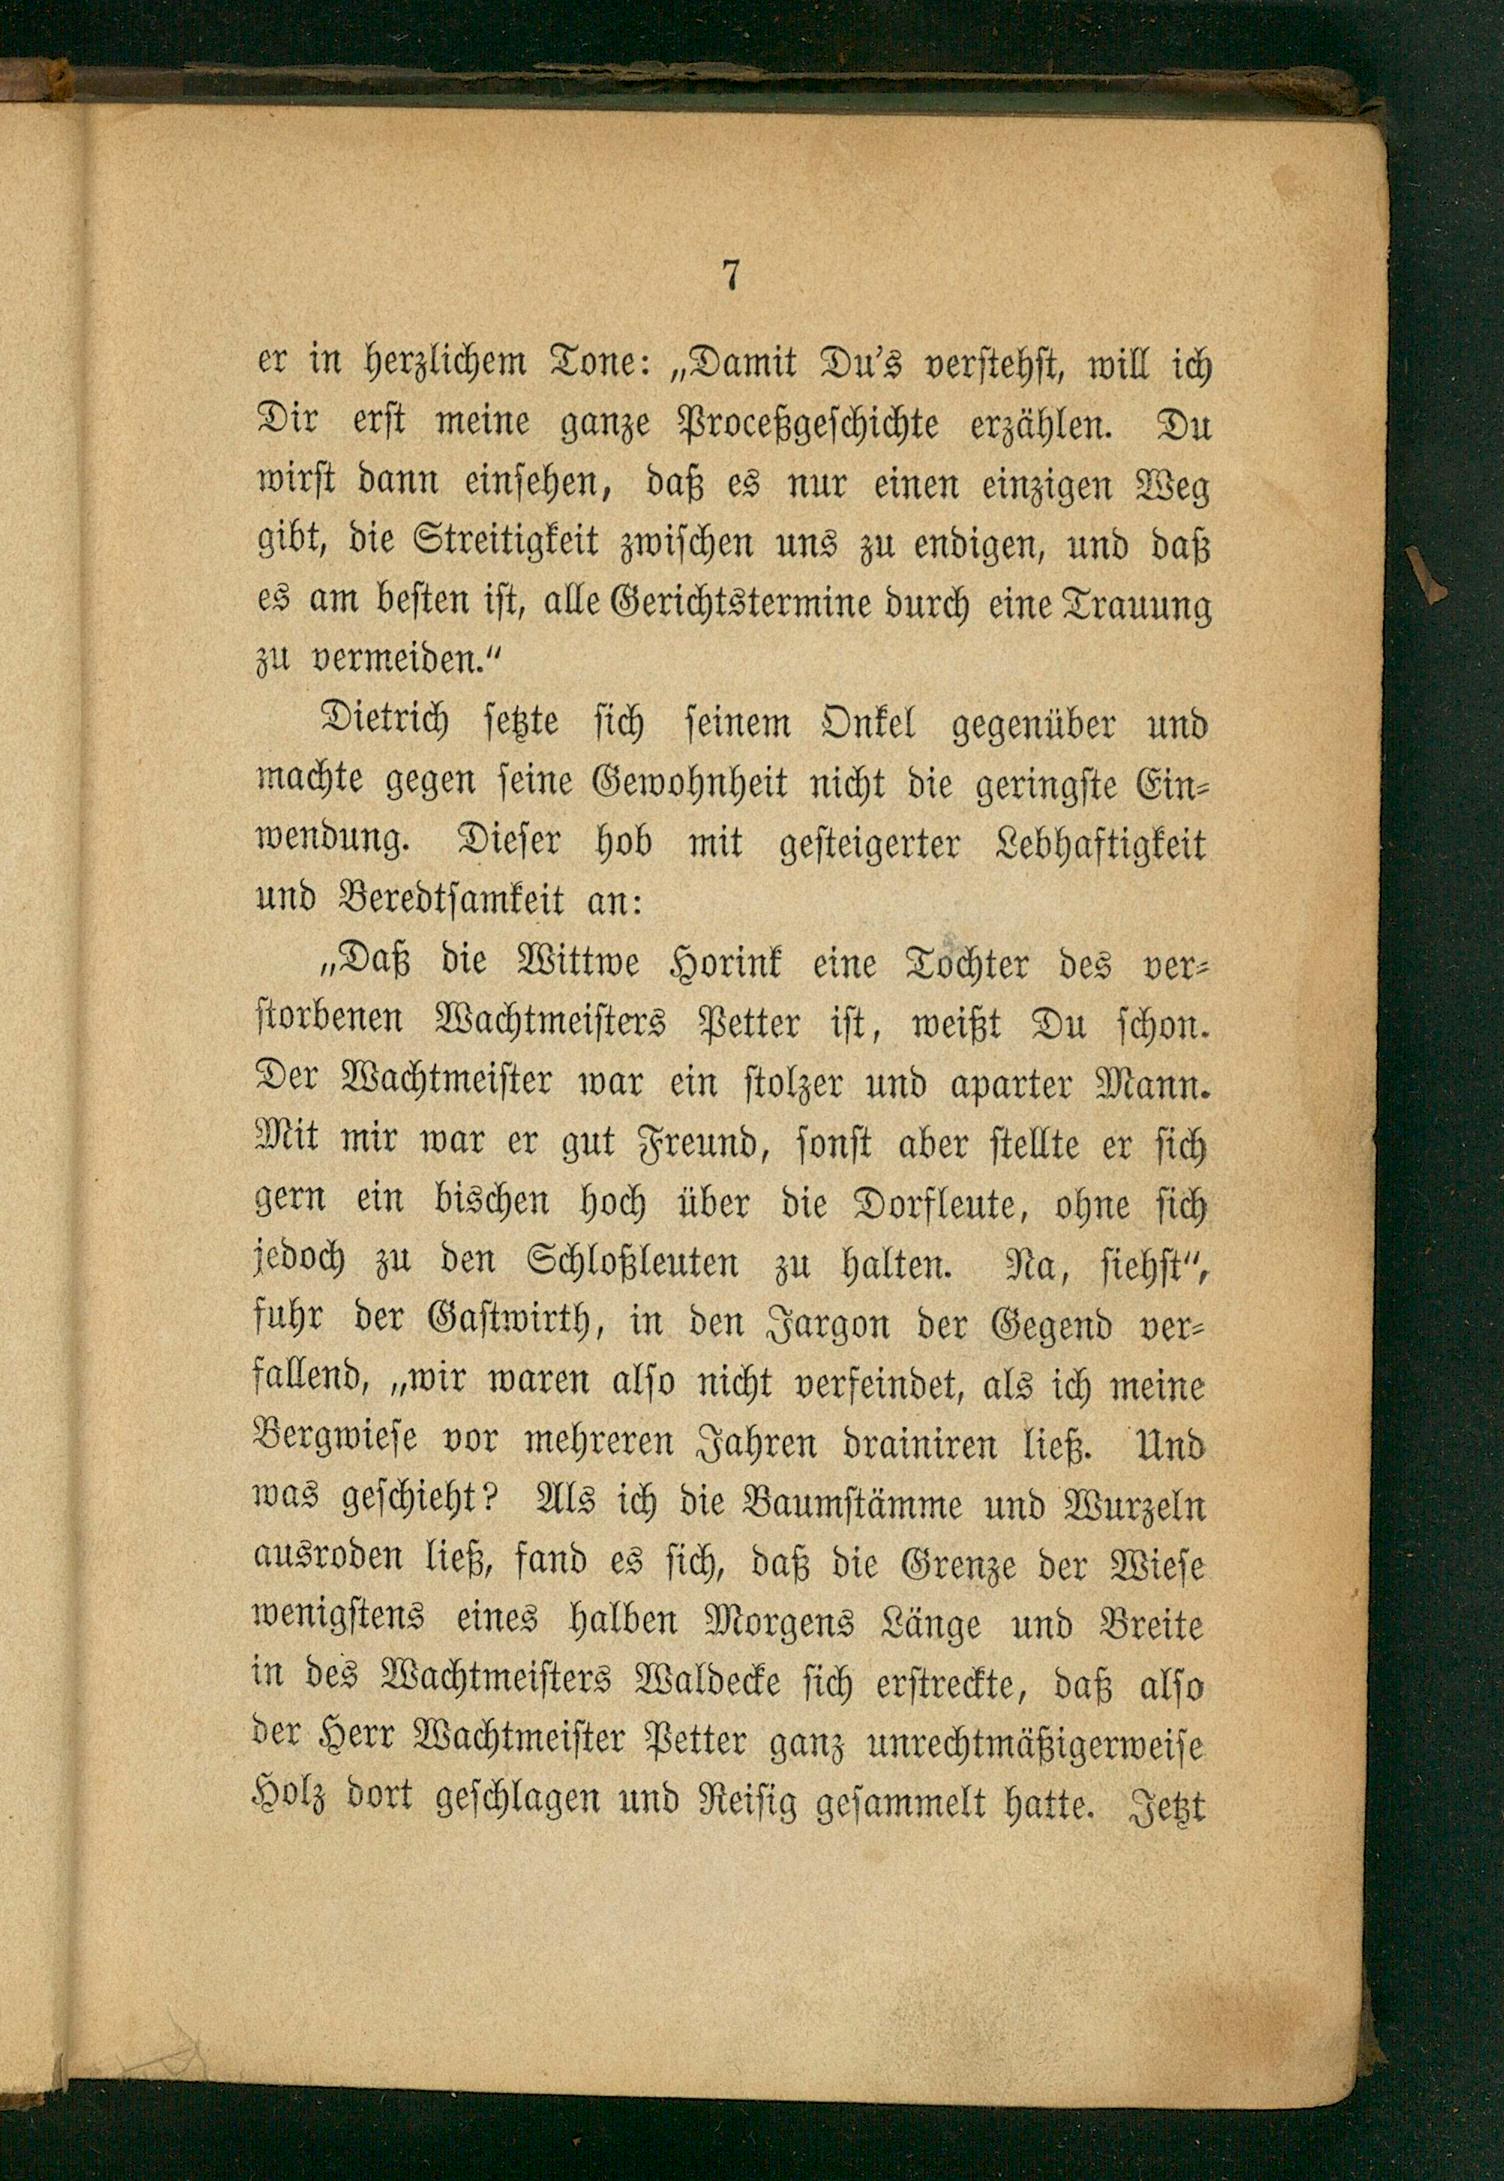 7
er in herzlichem Tone: „Damit Du's verstehst, will ich
Dir erst meine ganze Proceßgeschichte erzählen. Du
wirst dann einsehen, daß es nur einen einzigen Weg
gibt, die Streitigkeit zwischen uns zu endigen, und daß
es am besten ist, alle Gerichtstermine durch eine Trauung
zu vermeiden.“
Dietrich setzte sich seinem Onkel gegenüber und
machte gegen seine Gewohnheit nicht die geringste Ein-
wendung. Dieser hob mit gesteigerter Lebhaftigkeit
und Beredtsamkeit an:
„Daß die Wittwe Horink eine Tochter des ver-
storbenen Wachtmeisters Petter ist, weißt Du schon.
Der Wachtmeister war ein stolzer und aparter Mann.
Mit mir war er gut Freund, sonst aber stellte er sich
gern ein bischen hoch über die Dorfleute, ohne sich
jedoch zu den Schloßleuten zu halten. Na, siehst“,
fuhr der Gastwirth, in den Jargon der Gegend ver-
fallend, „wir waren also nicht verfeindet, als ich meine
Bergwiese vor mehreren Jahren drainiren ließ. Und
was geschieht? Als ich die Baumstämme und Wurzeln
ausroden ließ, fand es sich, daß die Grenze der Wiese
wenigstens eines halben Morgens Länge und Breite
in des Wachtmeisters Waldecke sich erstreckte, daß also
der Herr Wachtmeister Petter ganz unrechtmäßigerweise
Holz dort geschlagen und Reisig gesammelt hatte. Jetzt